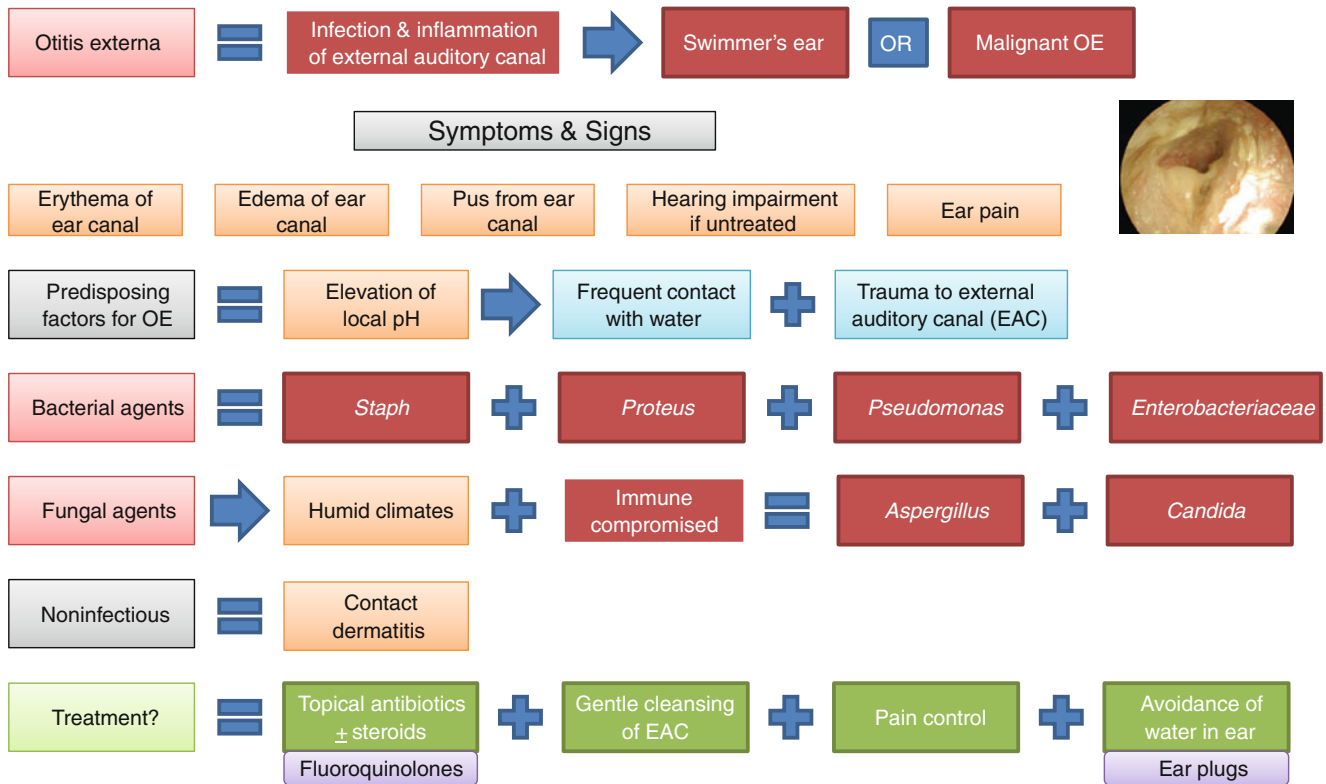 Otitis externa
Infection & inflammation
of external auditory canal
Swimmer's ear
OR
Malignant OE
Symptoms & Signs
Erythema of
ear canal
Edema of ear
canal
Pus from ear
canal
Hearing impairment
if untreated
Ear pain
Predisposing
factors for OE
Elevation of
local pH
Frequent contact
with water
Trauma to external
auditory canal (EAC)
Bacterial agents
Staph
Proteus
Pseudomonas
Enterobacteriaceae
Fungal agents
Humid climates
Immune
compromised
Aspergillus
Candida
Noninfectious
Contact
dermatitis
Treatment?
Topical antibiotics
± steroids
Fluoroquinolones
Gentle cleansing
of EAC
Pain control
Avoidance of
water in ear
Ear plugs